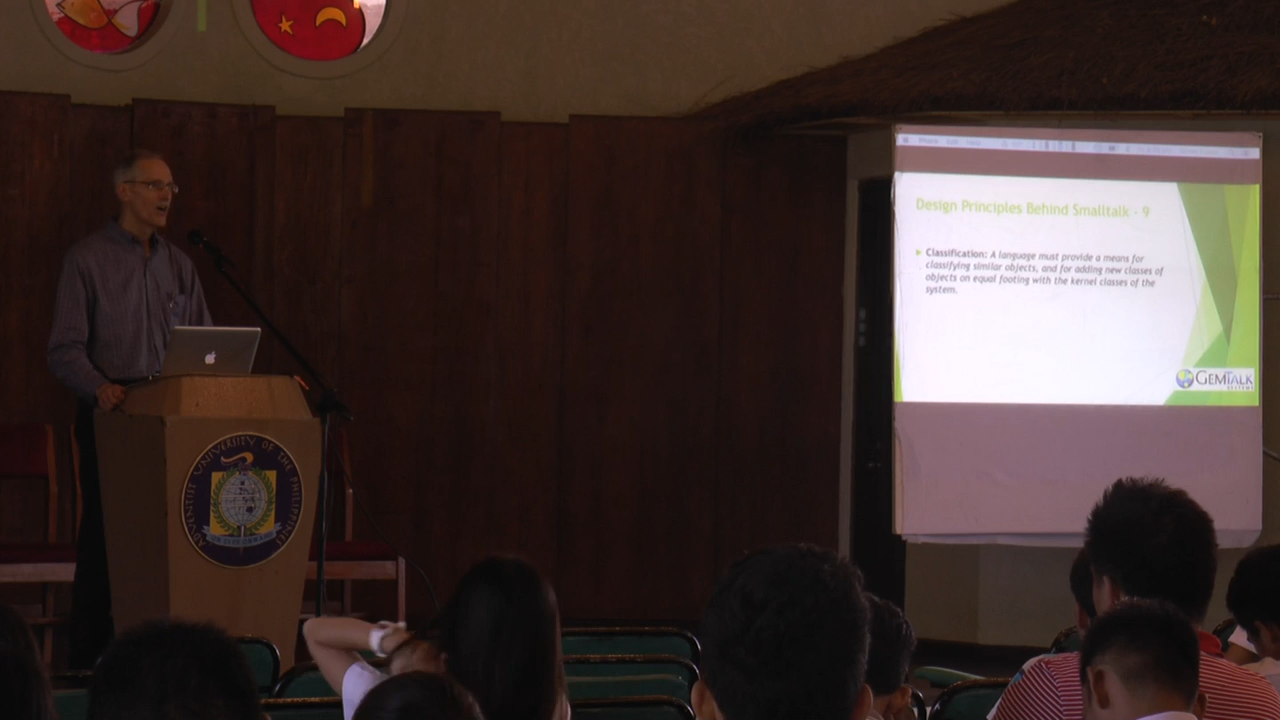 Design Principles Behind Smalltalk - 9
Classification: A language must provide a means for
classifying similar objects, and for adding new classes of
objects on equal footing with the kernel classes of the
system.
GEMTALK
SYSTEMS
ADVENTIST UNIVERSITY OF THE PHILIPPINES